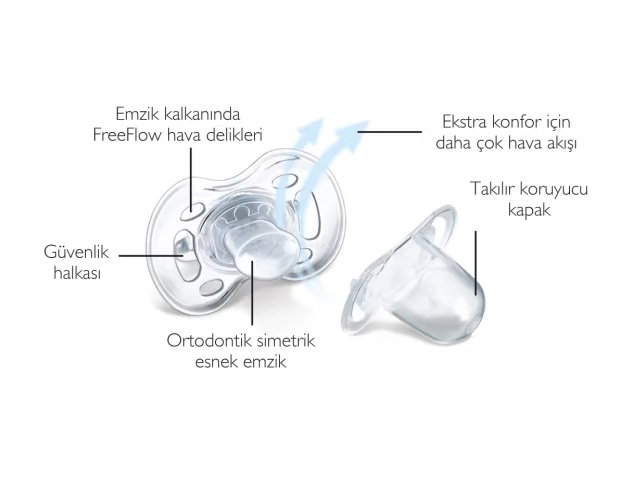 Emzik kalkanında
FreeFlow hava delikleri
Ekstra konfor için
daha çok hava akışı
Takılır koruyucu
kapak
Güvenlik
halkası
Ortodontik simetrik
esnek emzik